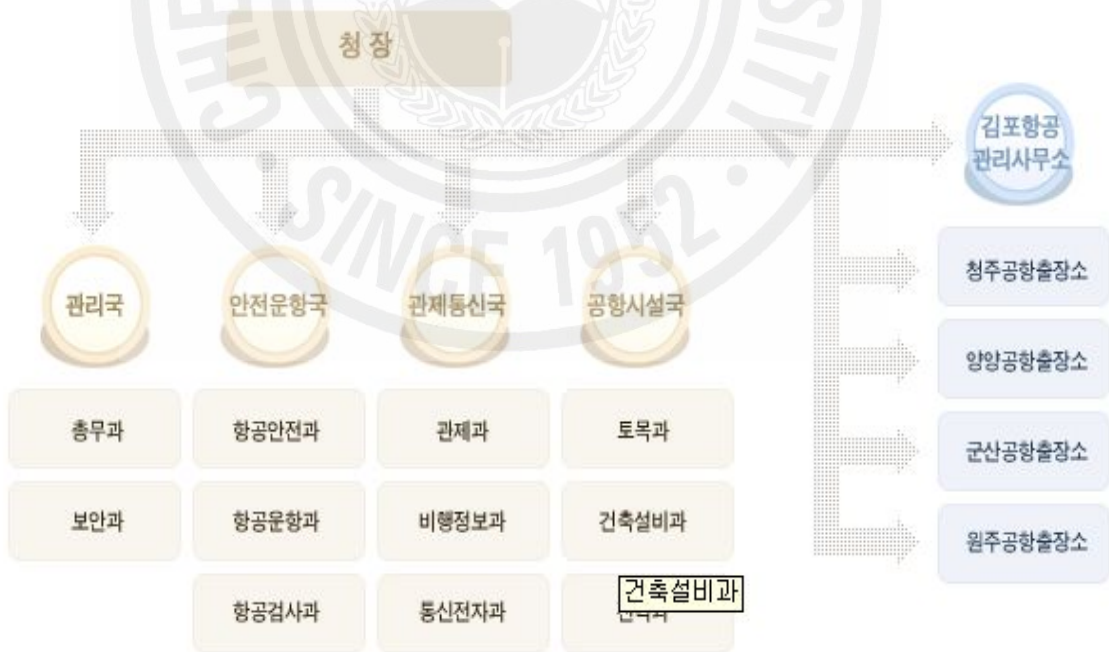 청 장
김포항공
관리사무소
관리국
안전운항국
관제통신국
공항시설국
청주공항출장소
양양공항출장소
군산공항출장소
원주공항출장소
총무과
항공안전과
관제과
토목과
보안과
항공운항과
비행정보과
건축설비과
항공검사과
통신전자과
건축설비과
SINCE 1952